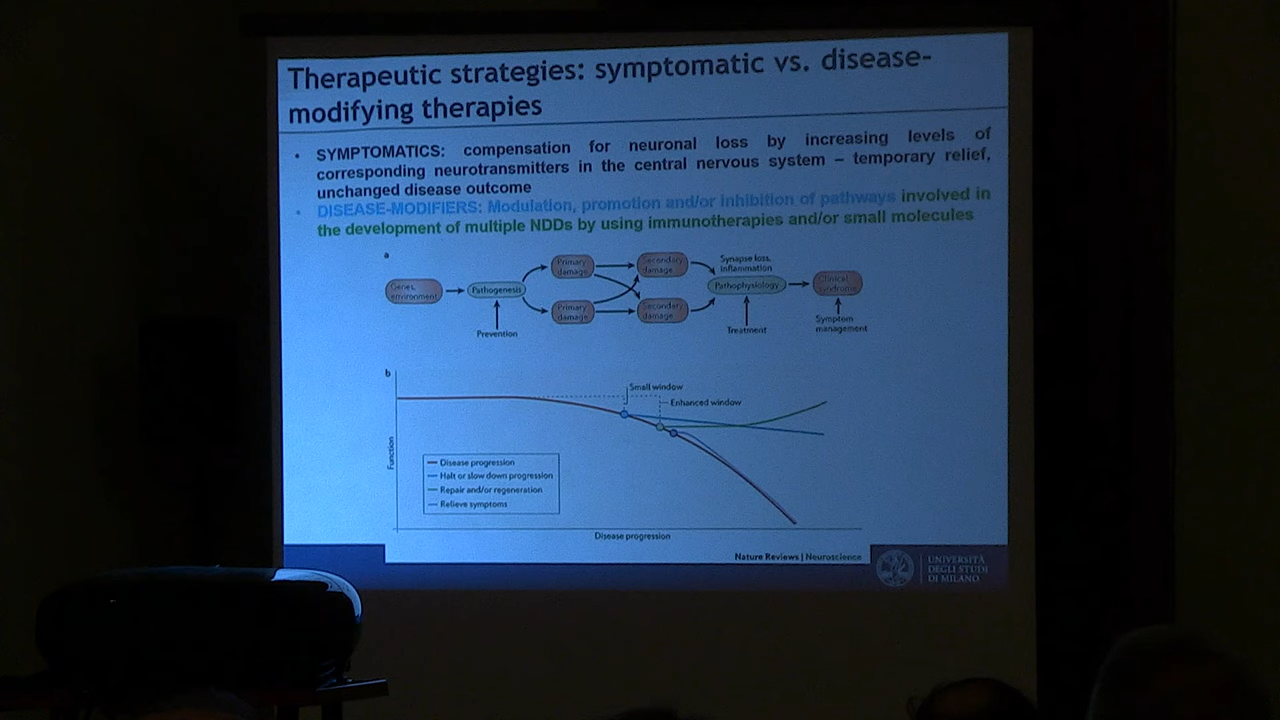 Therapeutic strategies: symptomatic vs. disease-
modifying therapies
• SYMPTOMATICS: compensation for neuronal loss by increasing levels of
corresponding neurotransmitters in the central nervous system – temporary relief,
unchanged disease outcome
• DISEASE-MODIFIERS: Modulation, promotion and/or inhibition of pathways involved in
the development of multiple NDDs by using immunotherapies and/or small molecules
a
Genes,
environment
Pathogenesis
Prevention
Primary
damage
Primary
damage
Secondary
damage
Secondary
damage
Synapse loss,
inflammation
Pathophysiology
Treatment
Clinical
syndrome
Symptom
management
b
Small window
Enhanced window
Function
Disease progression
Halt or slow down progression
Repair and/or regeneration
Relieve symptoms
Disease progression
Nature Reviews | Neuroscience
UNIVERSITÀ
DEGLI STUDI
DI MILANO